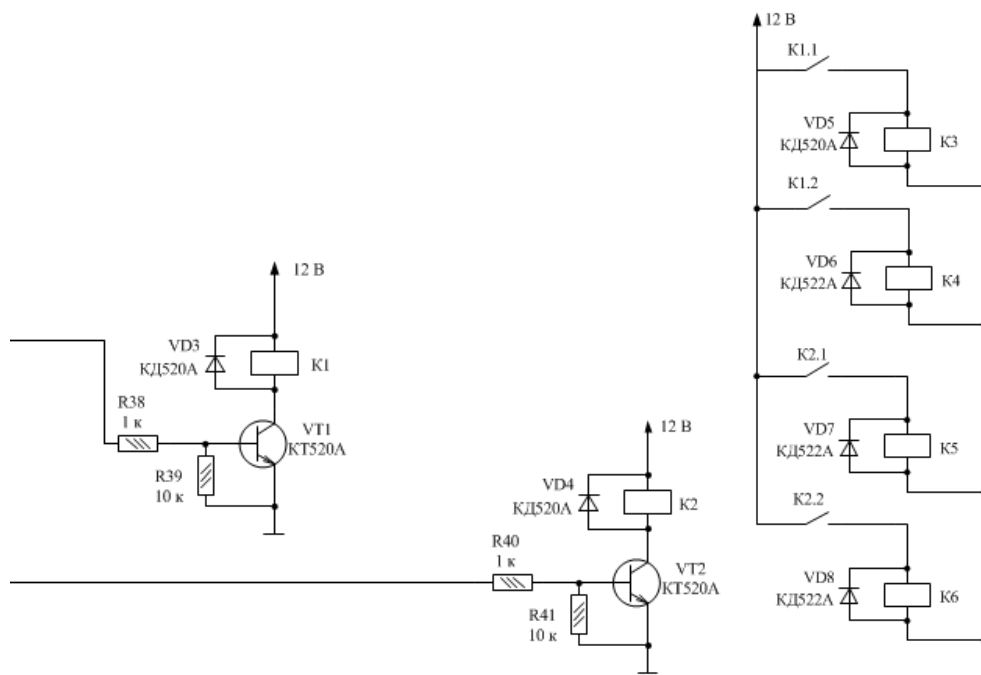 12 В
К1.1
VD5
КД520А
К3
К1.2
VD6
КД522А
К4
12 В
VD3
КД520А
К1
R38
1 к
VT1
КТ520А
R39
10 к
К2.1
VD7
КД522А
К5
12 В
VD4
КД520А
К2
R40
1 к
VT2
КТ520А
R41
10 к
К2.2
VD8
КД522А
К6